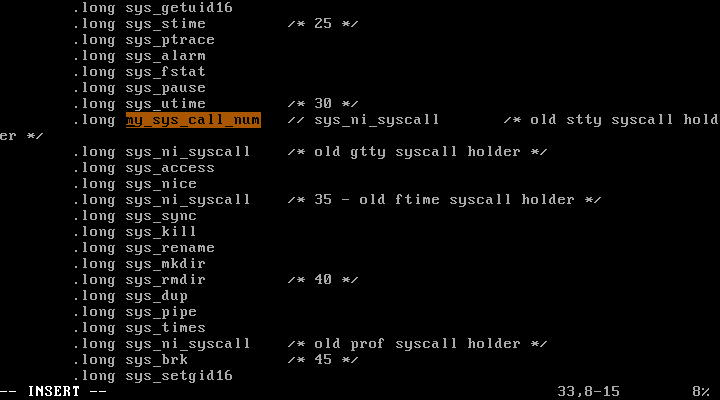 .long sys_getuid16
.long sys_stime /* 25 */
.long sys_ptrace
.long sys_alarm
.long sys_fstat
.long sys_pause
.long sys_utime /* 30 */
.long my_sys_call_num // sys_ni_syscall /* old stty syscall hold
er */
.long sys_ni_syscall /* old gtty syscall holder */
.long sys_access
.long sys_nice
.long sys_ni_syscall /* 35 - old ftime syscall holder */
.long sys_sync
.long sys_kill
.long sys_rename
.long sys_mkdir
.long sys_rmdir /* 40 */
.long sys_dup
.long sys_pipe
.long sys_times
.long sys_ni_syscall /* old prof syscall holder */
.long sys_brk /* 45 */
.long sys_setgid16
-- INSERT -- 33,8-15 8%